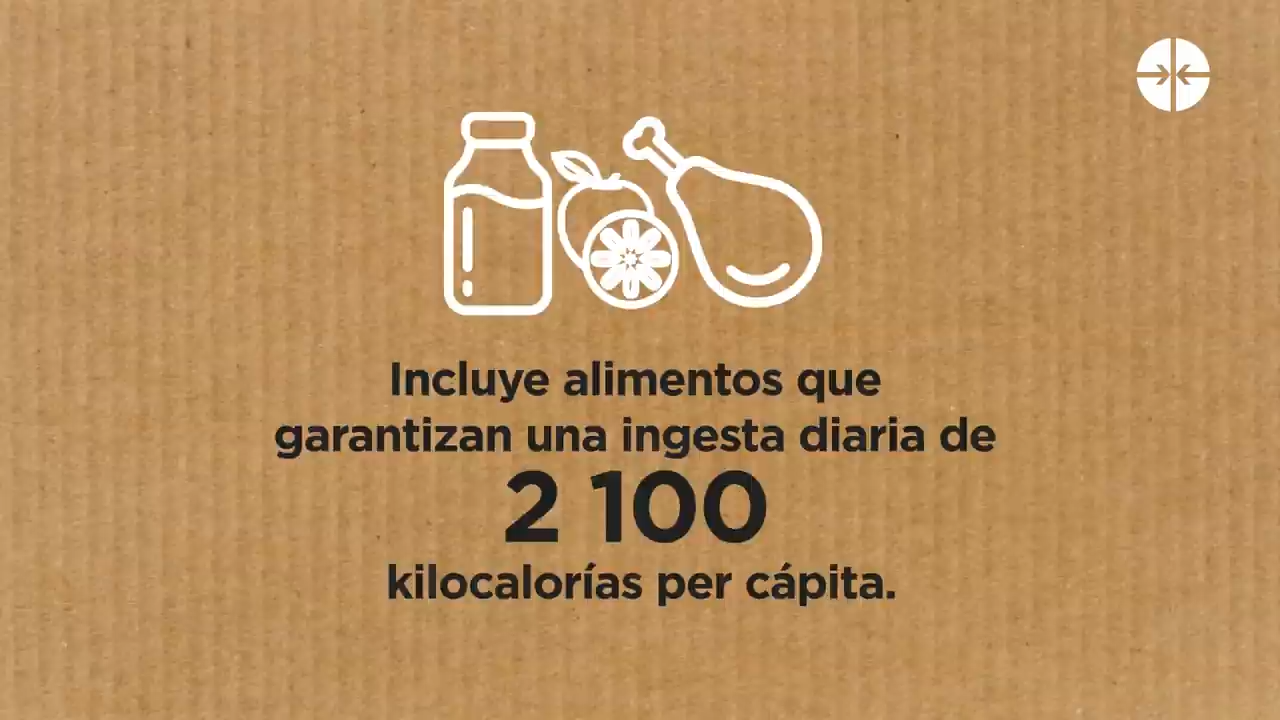 Incluye alimentos que
garantizan una ingesta diaria de
2 100
kilocalorías per cápita.